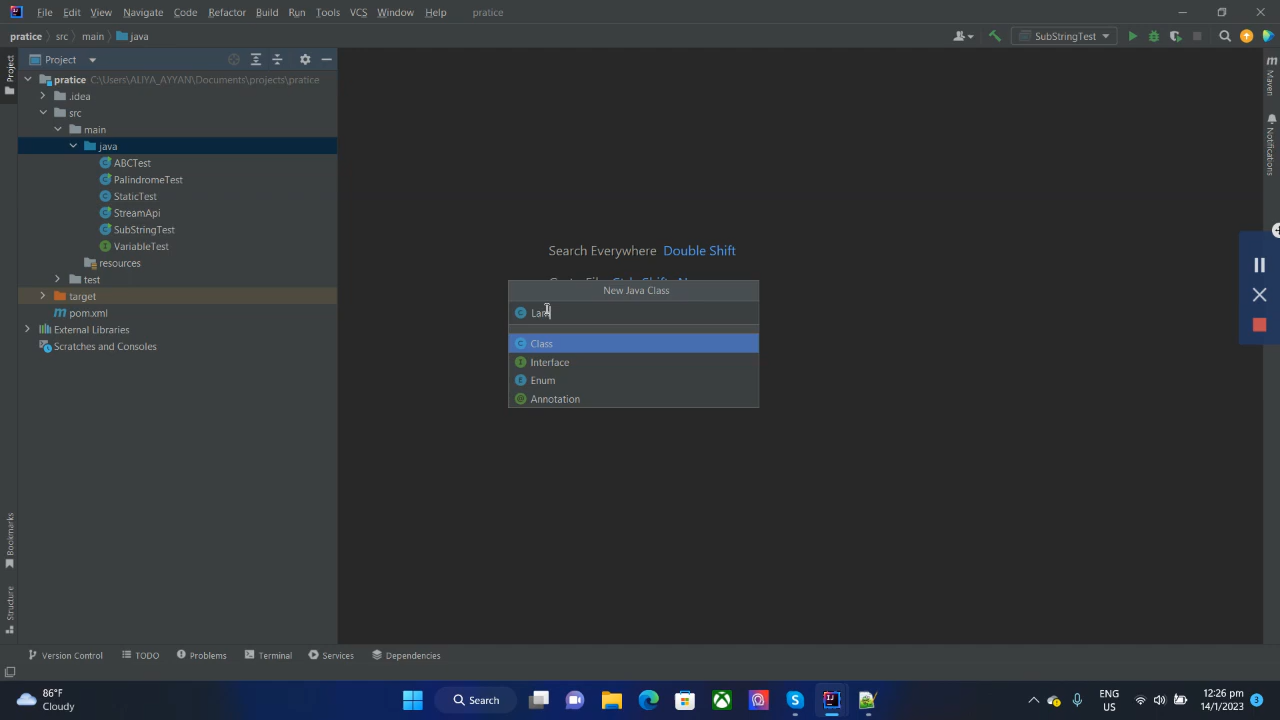 File Edit View Navigate Code Refactor Build Run Tools VCS Window Help pratice
pratice src main java SubStringTest
Project
Project
pratice C:\Users\ALIYA_AYYAN\Documents\projects\pratice
.idea
src
main
java
ABCTest
PalindromeTest
StaticTest
StreamApi
SubStringTest
VariableTest
resources
test
target
pom.xml
External Libraries
Scratches and Consoles
Bookmarks
Structure
Search Everywhere Double Shift
New Java Class
Class
Interface
Enum
Annotation
Maven
Notifications
Version Control TODO Problems Terminal Services Dependencies
86°F
Cloudy
Search
ENG
US
12:26 pm
14/1/2023
3